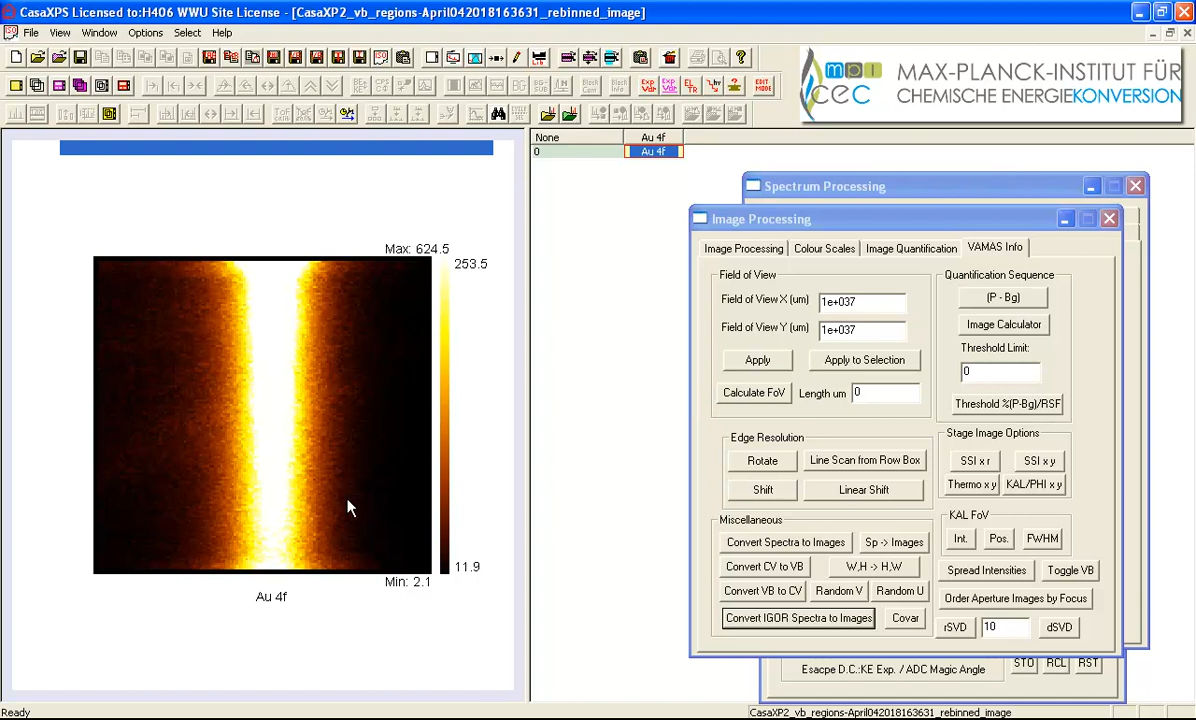 CasaXPS Licensed to:H406 WWU Site License - [CasaXP2_vb_regions-April042018163631_rebinned_image]
File View Window Options Select Help
mpi
cec
MAX-PLANCK-INSTITUT FÜR
CHEMISCHE ENERGIEKONVERSION
None Au 4f
0 Au 4f
Max: 624.5
253.5
11.9
Min: 2.1
Au 4f
Spectrum Processing
Image Processing
Image Processing Colour Scales Image Quantification VAMAS Info
Field of View
Field of View X (um) 1e+037
Field of View Y (um) 1e+037
Apply Apply to Selection
Calculate FoV Length um 0
Quantification Sequence
(P - Bg)
Image Calculator
Threshold Limit:
0
Threshold %(P-Bg)/RSF
Edge Resolution
Rotate Line Scan from Row Box
Shift Linear Shift
Stage Image Options
SSI x r SSI x y
Thermo x y KAL/PHI x y
Miscellaneous
Convert Spectra to Images Sp -> Images
Convert CV to VB W,H -> H,W
Convert VB to CV Random V Random U
Convert IGOR Spectra to Images Covar
KAL FoV
Int. Pos. FWHM
Spread Intensities Toggle VB
Order Aperture Images by Focus
rSVD 10 dSVD
Esacpe D.C.:KE Exp. / ADC Magic Angle STO RCL RST
Ready CasaXP2_vb_regions-April042018163631_rebinned_image